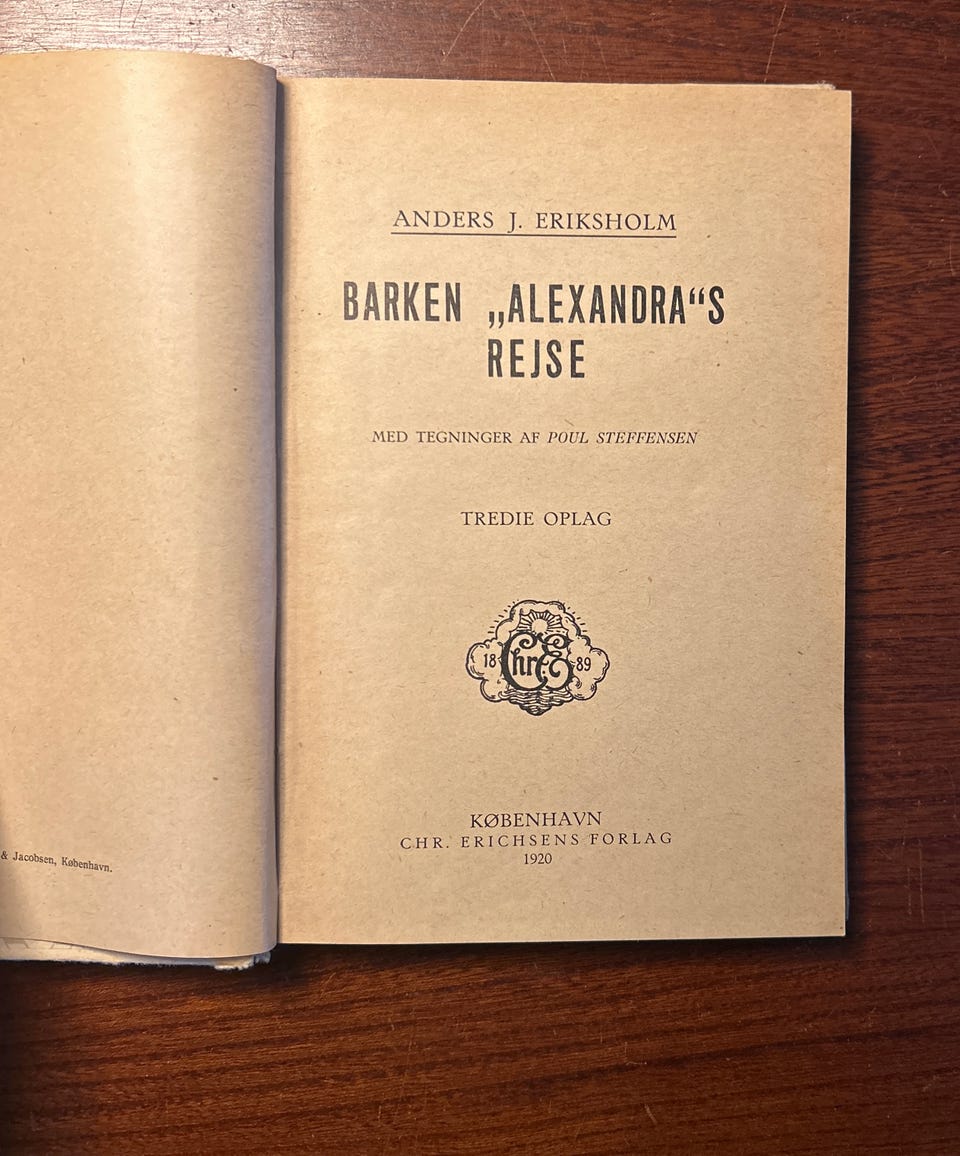 & Jacobsen, København.
ANDERS J. ERIKSHOLM
BARKEN „ALEXANDRA“S
REJSE
MED TEGNINGER AF POUL STEFFENSEN
TREDIE OPLAG
18 Chr. E 89
KØBENHAVN
CHR. ERICHSENS FORLAG
1920